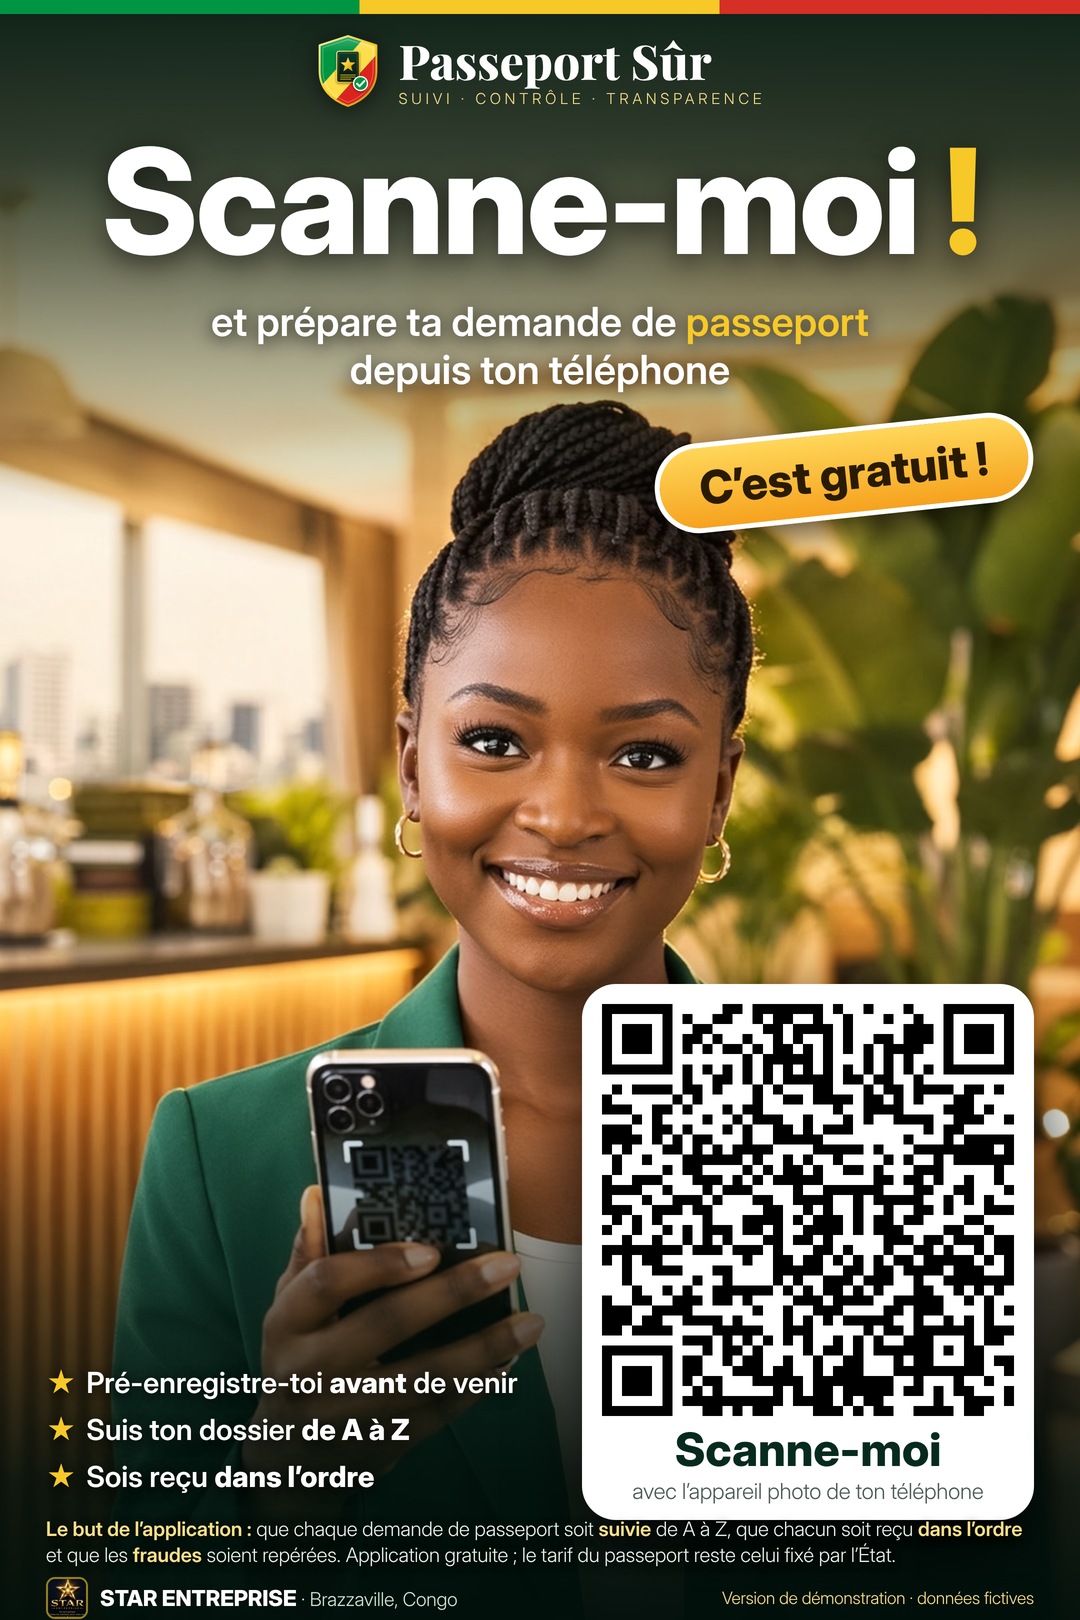 Passeport Sûr
SUIVI · CONTRÔLE · TRANSPARENCE
Scanne-moi !
et prépare ta demande de passeport
depuis ton téléphone
C'est gratuit !
★ Pré-enregistre-toi avant de venir
★ Suis ton dossier de A à Z
★ Sois reçu dans l'ordre
Scanne-moi
avec l'appareil photo de ton téléphone
Le but de l'application : que chaque demande de passeport soit suivie de A à Z, que chacun soit reçu dans l'ordre
et que les fraudes soient repérées. Application gratuite ; le tarif du passeport reste celui fixé par l'État.
STAR
STAR ENTREPRISE · Brazzaville, Congo
Version de démonstration · données fictives